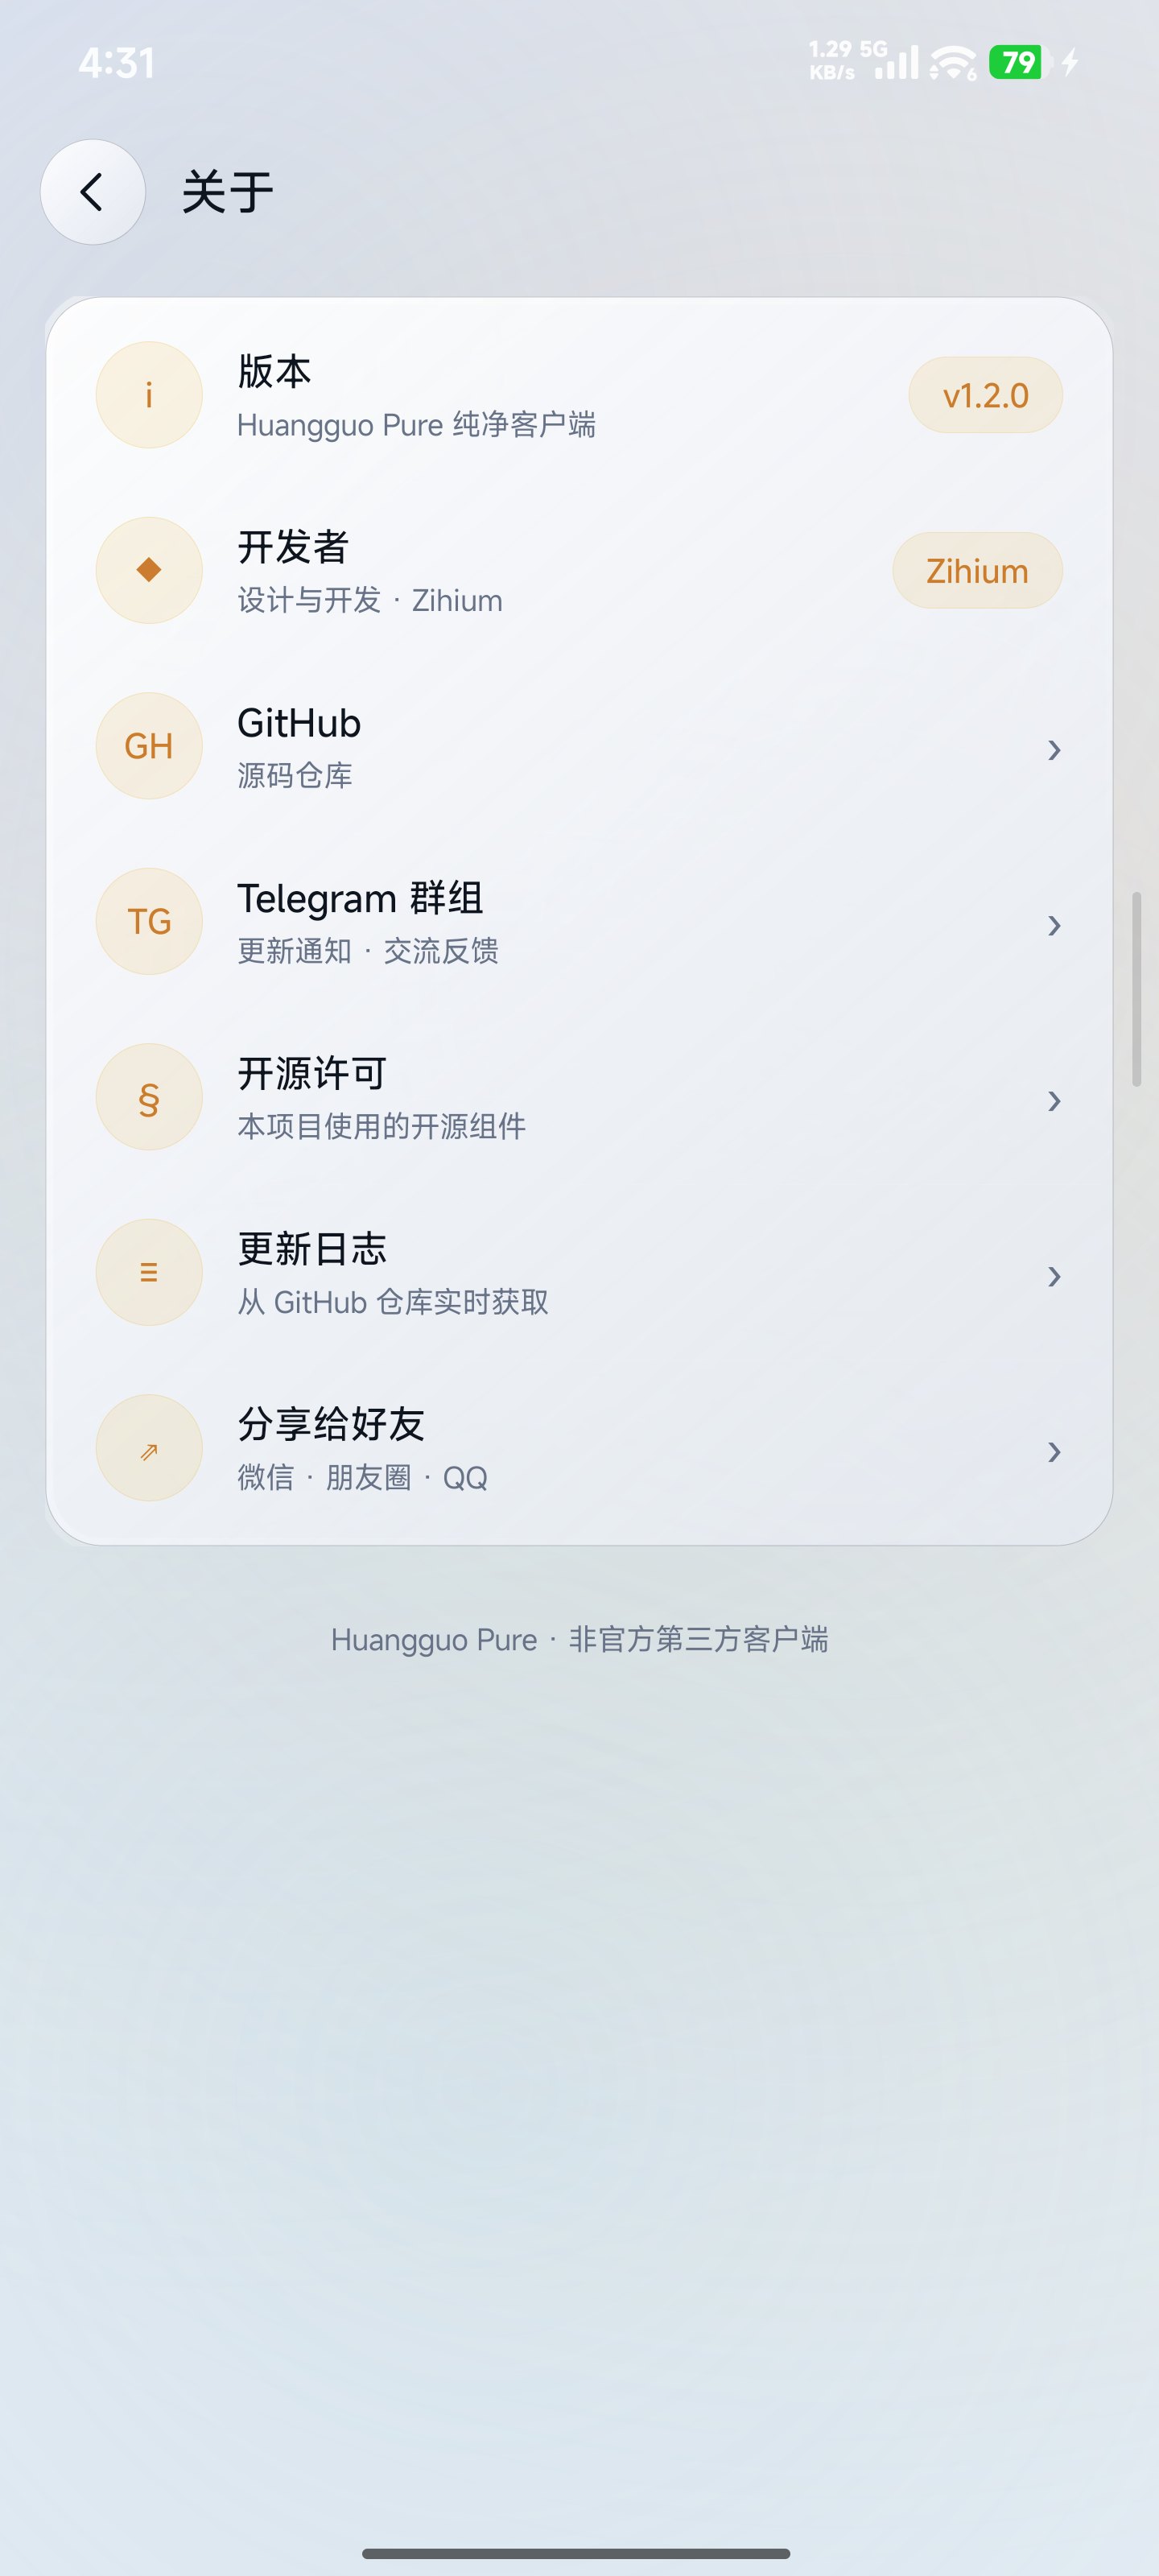 4:31
1.29 5G
KB/s
6
79
关于
i
版本
Huangguo Pure 纯净客户端
v1.2.0
开发者
设计与开发 · Zihium
Zihium
GH
GitHub
源码仓库
TG
Telegram 群组
更新通知 · 交流反馈
§
开源许可
本项目使用的开源组件
更新日志
从 GitHub 仓库实时获取
分享给好友
微信 · 朋友圈 · QQ
Huangguo Pure · 非官方第三方客户端